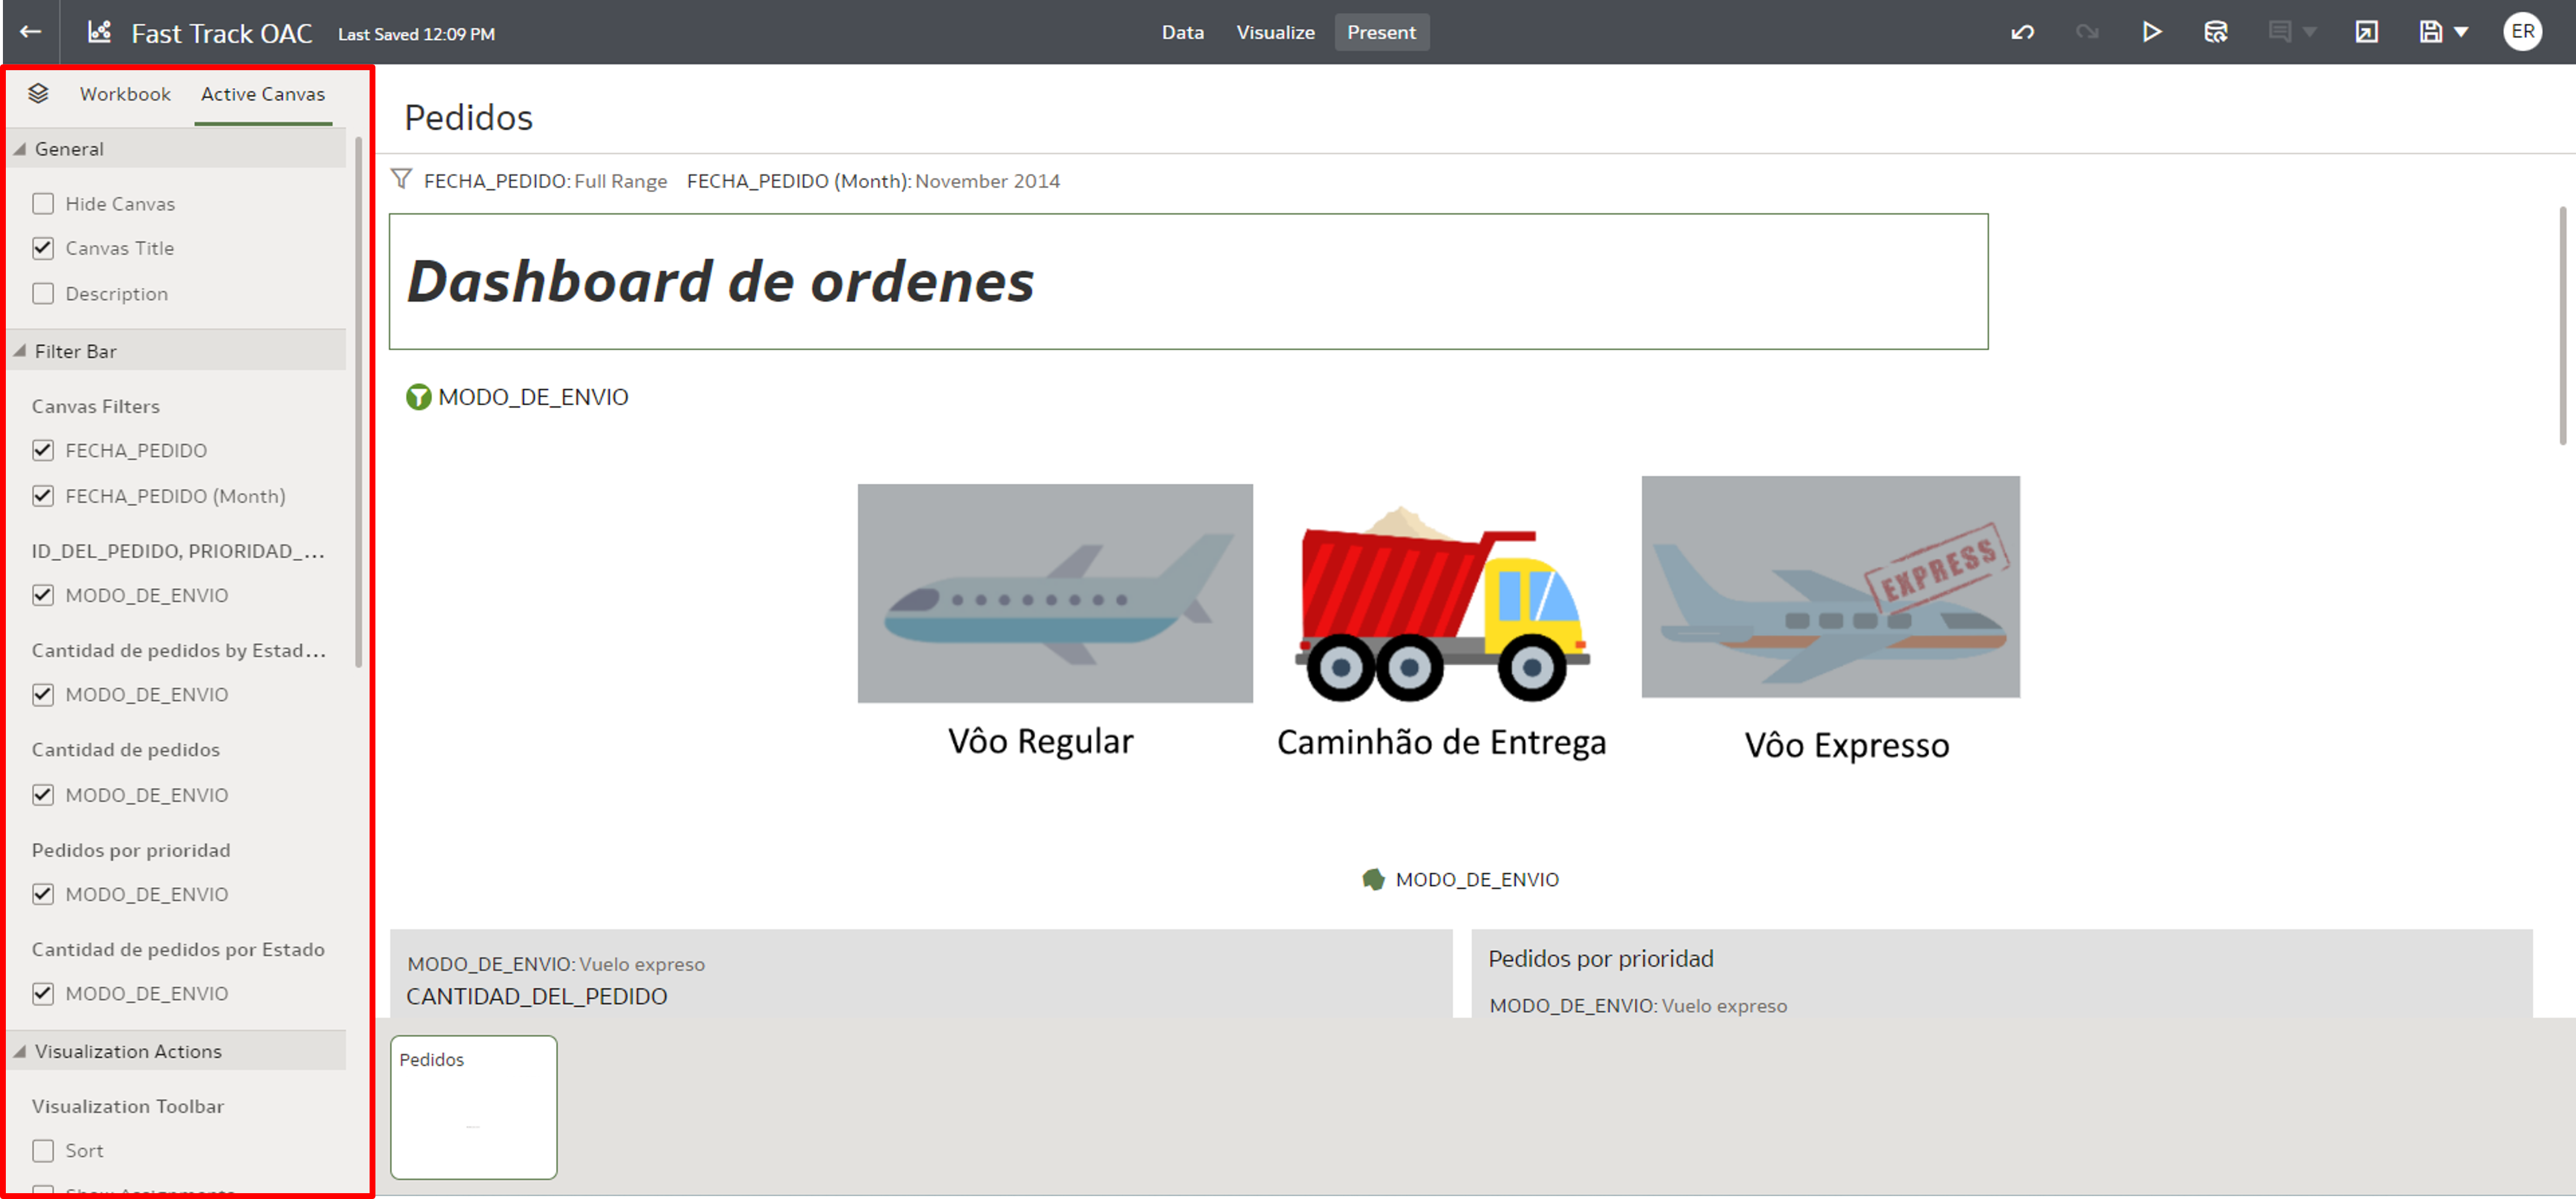 Fast Track OAC Last Saved 12:09 PM Data Visualize Present ER
Workbook Active Canvas
General
Hide Canvas
Canvas Title
Description
Filter Bar
Canvas Filters
FECHA_PEDIDO
FECHA_PEDIDO (Month)
ID_DEL_PEDIDO, PRIORIDAD_...
MODO_DE_ENVIO
Cantidad de pedidos by Estad...
MODO_DE_ENVIO
Cantidad de pedidos
MODO_DE_ENVIO
Pedidos por prioridad
MODO_DE_ENVIO
Cantidad de pedidos por Estado
MODO_DE_ENVIO
Visualization Actions
Visualization Toolbar
Sort
Show Assignments
Pedidos
FECHA_PEDIDO: Full Range FECHA_PEDIDO (Month): November 2014
Dashboard de ordenes
MODO_DE_ENVIO
EXPRESS
Vôo Regular
Caminhão de Entrega
Vôo Expresso
MODO_DE_ENVIO
MODO_DE_ENVIO: Vuelo expreso
CANTIDAD_DEL_PEDIDO
Pedidos por prioridad
MODO_DE_ENVIO: Vuelo expreso
Pedidos